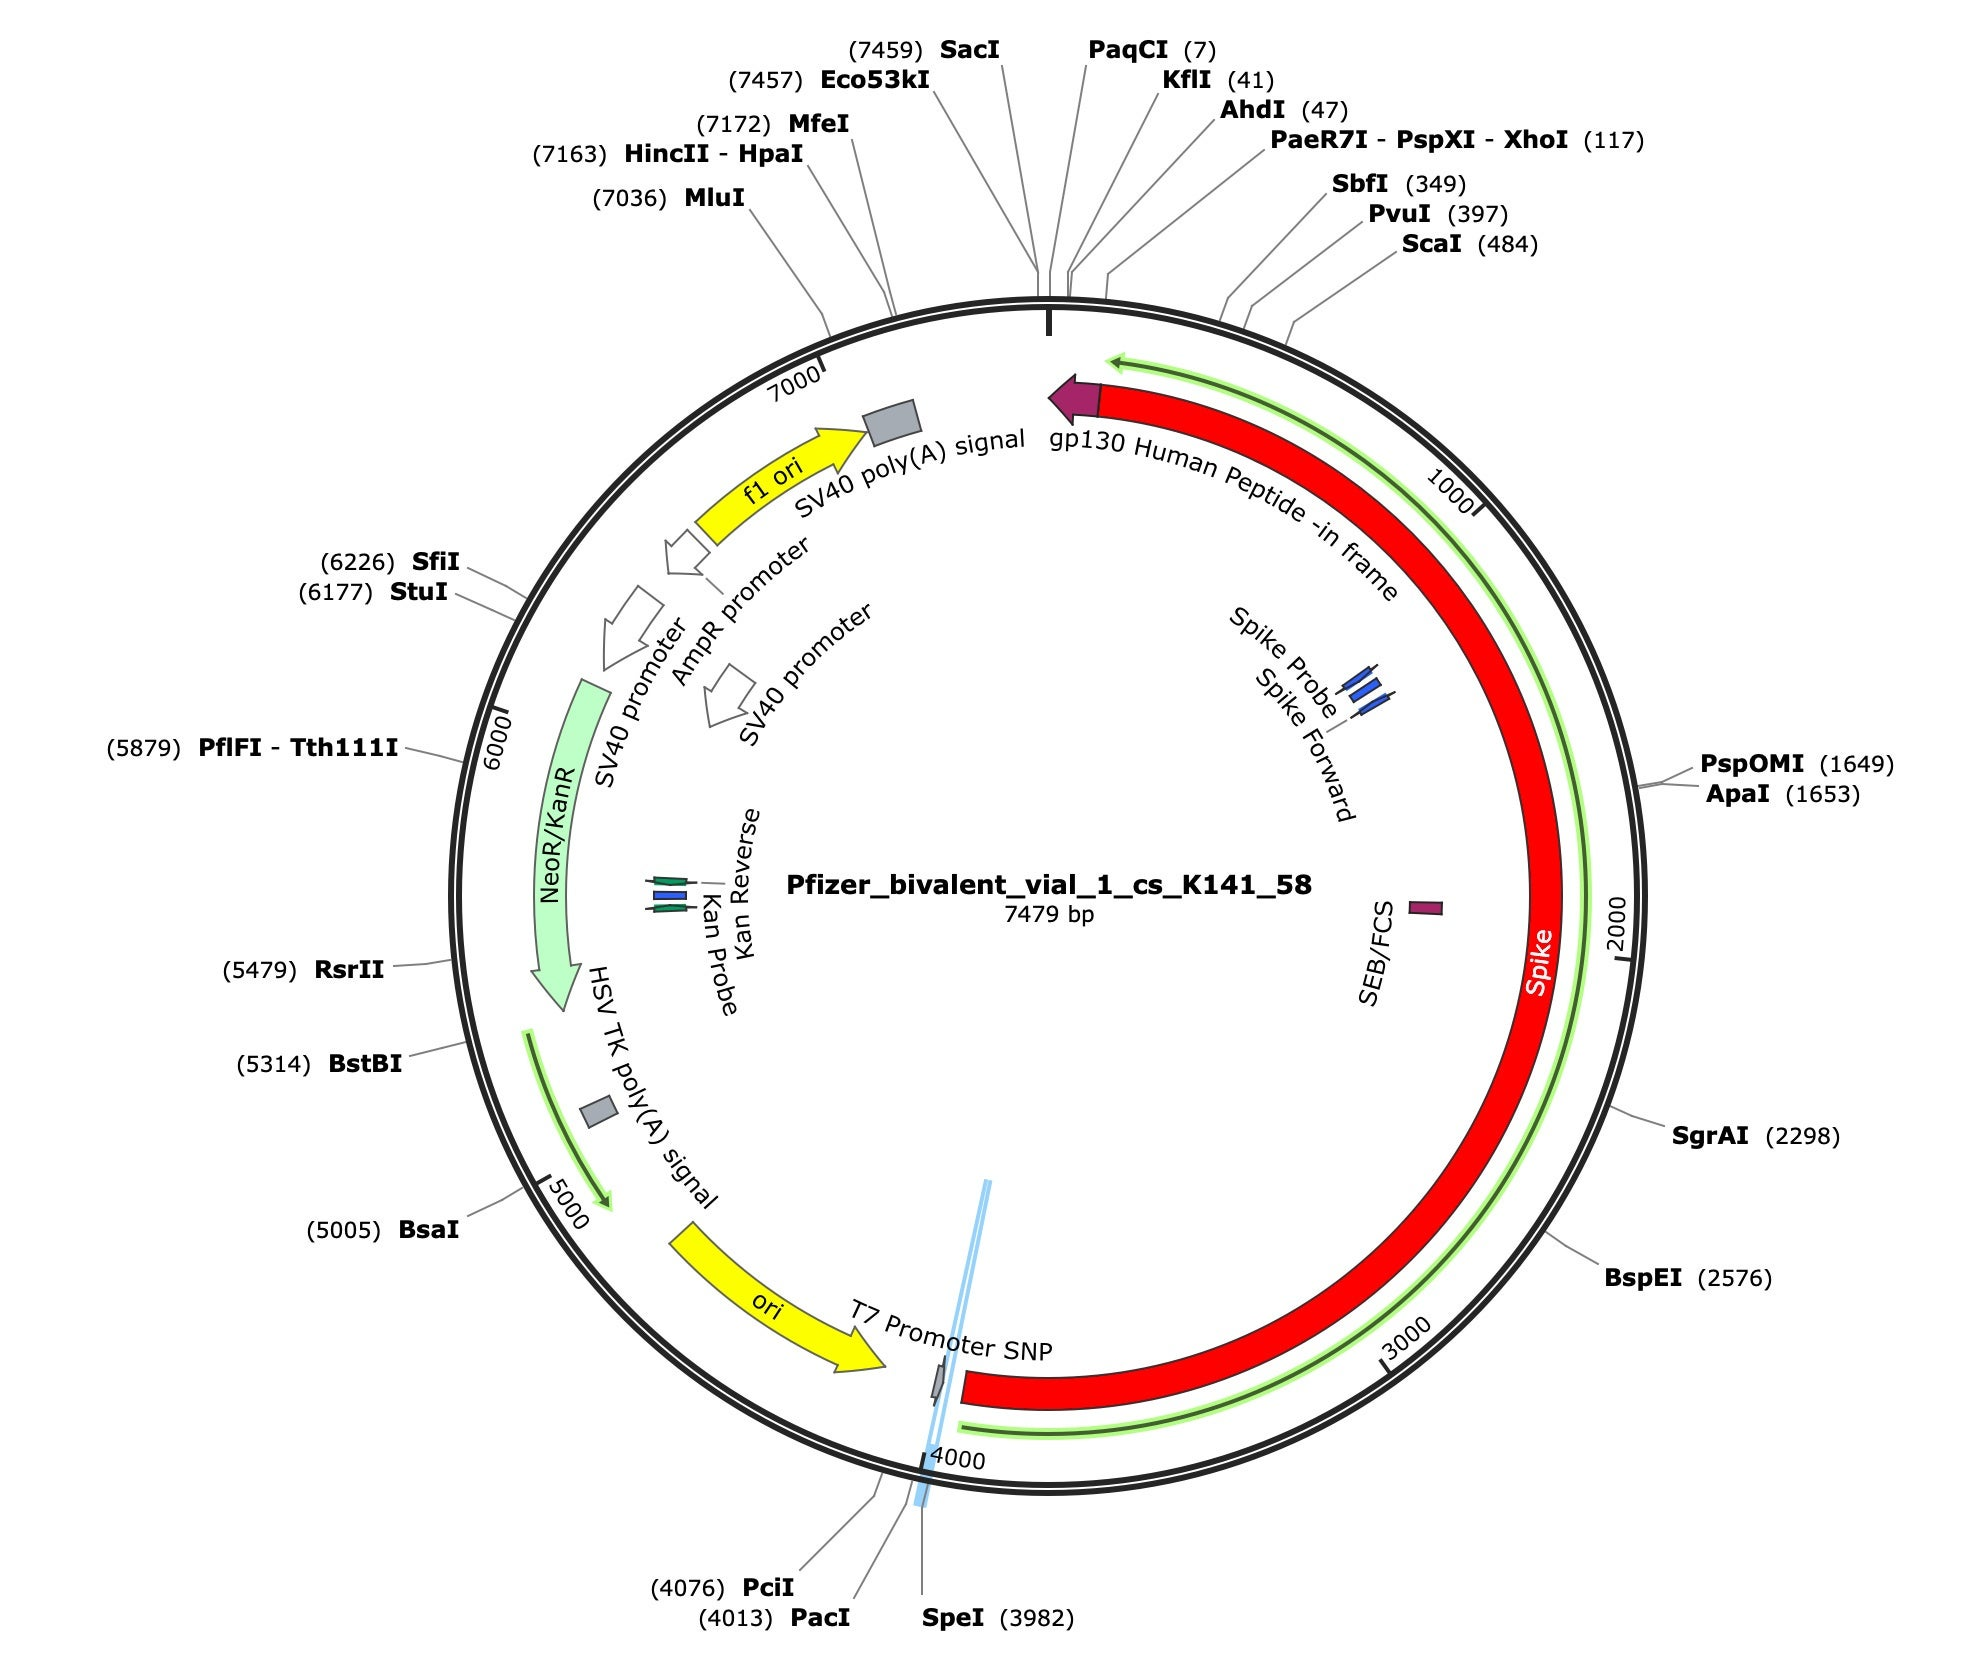 (7459) SacI
PaqCI (7)
(7457) Eco53kI
KflI (41)
AhdI (47)
(7172) MfeI
PaeR7I - PspXI - XhoI (117)
(7163) HincII - HpaI
SbfI (349)
(7036) MluI
PvuI (397)
ScaI (484)
7000
SV40 poly(A) signal
gp130 Human Peptide -in frame
f1 ori
1000
(6226) SfiI
(6177) StuI
AmpR promoter
SV40 promoter
SV40 promoter
Spike Probe
Spike Forward
6000
(5879) PflFI - Tth111I
PspOMI (1649)
ApaI (1653)
NeoR/KanR
Kan Reverse
Kan Probe
Pfizer_bivalent_vial_1_cs_K141_58
7479 bp
SEB/FCS
2000
Spike
(5479) RsrII
HSV TK poly(A) signal
(5314) BstBI
SgrAI (2298)
5000
(5005) BsaI
BspEI (2576)
ori
T7 Promoter SNP
3000
4000
(4076) PciI
(4013) PacI
SpeI (3982)